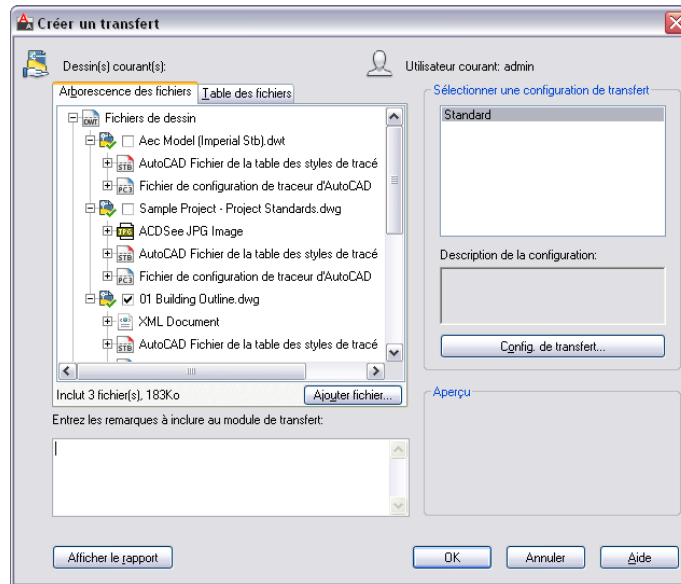 Créer un transfert
Dessin(s) courant(s):
Utilisateur courant: admin
Arborescence des fichiers
Table des fichiers
Fichiers de dessin
Aec Model (Imperial Stb).dwt
AutoCAD Fichier de la table des styles de tracé
Fichier de configuration de traceur d'AutoCAD
Sample Project - Project Standards.dwg
ACDSee JPG Image
AutoCAD Fichier de la table des styles de tracé
Fichier de configuration de traceur d'AutoCAD
01 Building Outline.dwg
XML Document
AutoCAD Fichier de la table des styles de tracé
Inclut 3 fichier(s), 183Ko
Ajouter fichier...
Entrez les remarques à inclure au module de transfert:
Sélectionner une configuration de transfert
Standard
Description de la configuration:
Config. de transfert...
Aperçu
Afficher le rapport
OK
Annuler
Aide